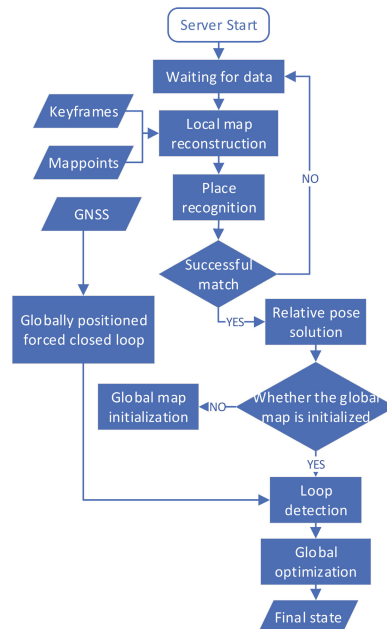 Server Start
Waiting for data
Keyframes
Local map
reconstruction
Mappoints
NO
Place
recognition
GNSS
Successful
match
Globally positioned
forced closed loop
YES
Relative pose
solution
Global map
initialization
NO
Whether the global
map is initialized
YES
Loop
detection
Global
optimization
Final state